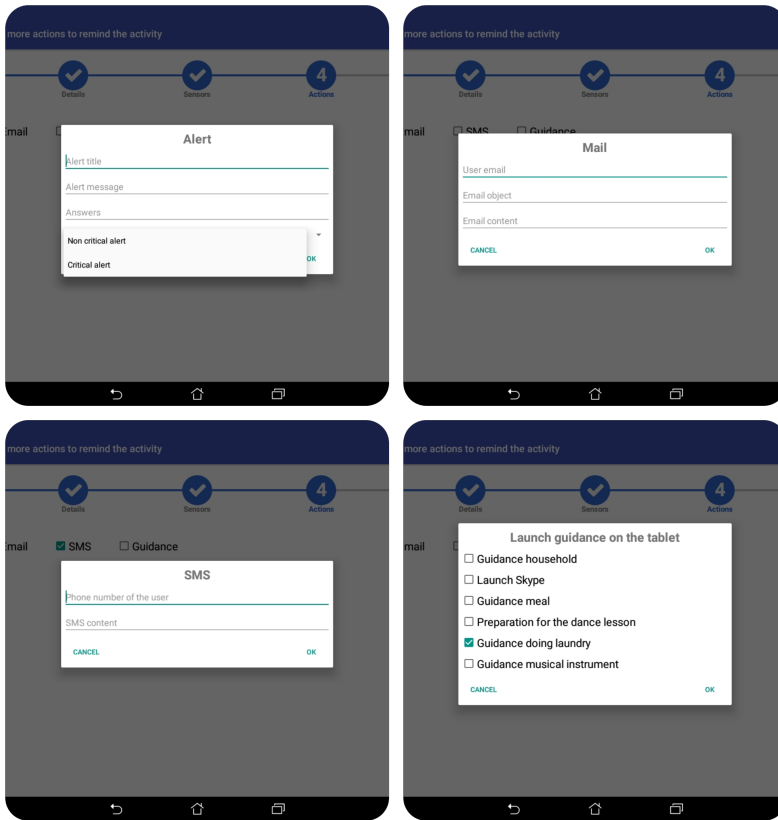 more actions to remind the activity
4
Details Sensors Actions
Email
Alert
Alert title
Alert message
Answers
Non critical alert
Critical alert
OK
more actions to remind the activity
4
Details Sensors Actions
mail SMS Guidance
Mail
User email
Email object
Email content
CANCEL OK
more actions to remind the activity
4
Details Sensors Actions
Email SMS Guidance
SMS
Phone number of the user
SMS content
CANCEL OK
more actions to remind the activity
4
Details Sensors Actions
mail
Launch guidance on the tablet
Guidance household
Launch Skype
Guidance meal
Preparation for the dance lesson
Guidance doing laundry
Guidance musical instrument
CANCEL OK